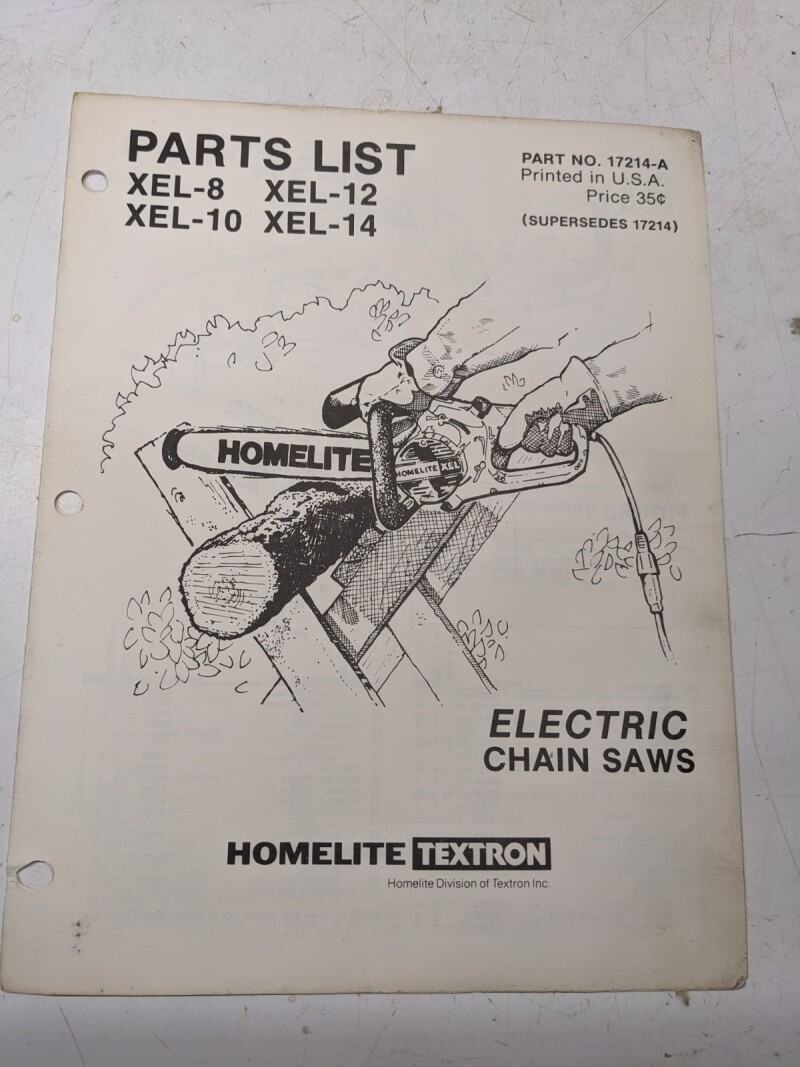 PARTS LIST
XEL-8 XEL-12
XEL-10 XEL-14
PART NO. 17214-A
Printed in U.S.A.
Price 35¢
(SUPERSEDES 17214)
HOMELITE
HOMELITE XEL
ELECTRIC
CHAIN SAWS
HOMELITE TEXTRON
Homelite Division of Textron Inc.